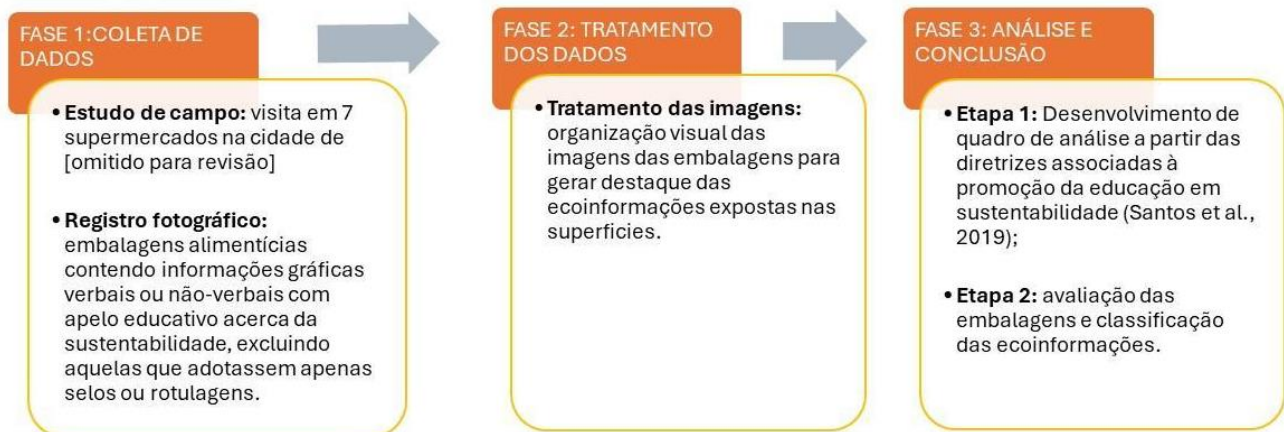 FASE 1:COLETA DE
DADOS
• Estudo de campo: visita em 7
supermercados na cidade de
[omitido para revisão]
• Registro fotográfico:
embalagens alimentícias
contendo informações gráficas
verbais ou não-verbais com
apelo educativo acerca da
sustentabilidade, excluindo
aquelas que adotassem apenas
selos ou rotulagens.
FASE 2: TRATAMENTO
DOS DADOS
• Tratamento das imagens:
organização visual das
imagens das embalagens para
gerar destaque das
ecoinformações expostas nas
superficies.
FASE 3: ANÁLISE E
CONCLUSÃO
• Etapa 1: Desenvolvimento de
quadro de análise a partir das
diretrizes associadas à
promoção da educação em
sustentabilidade (Santos et al.,
2019);
• Etapa 2: avaliação das
embalagens e classificação
das ecoinformações.